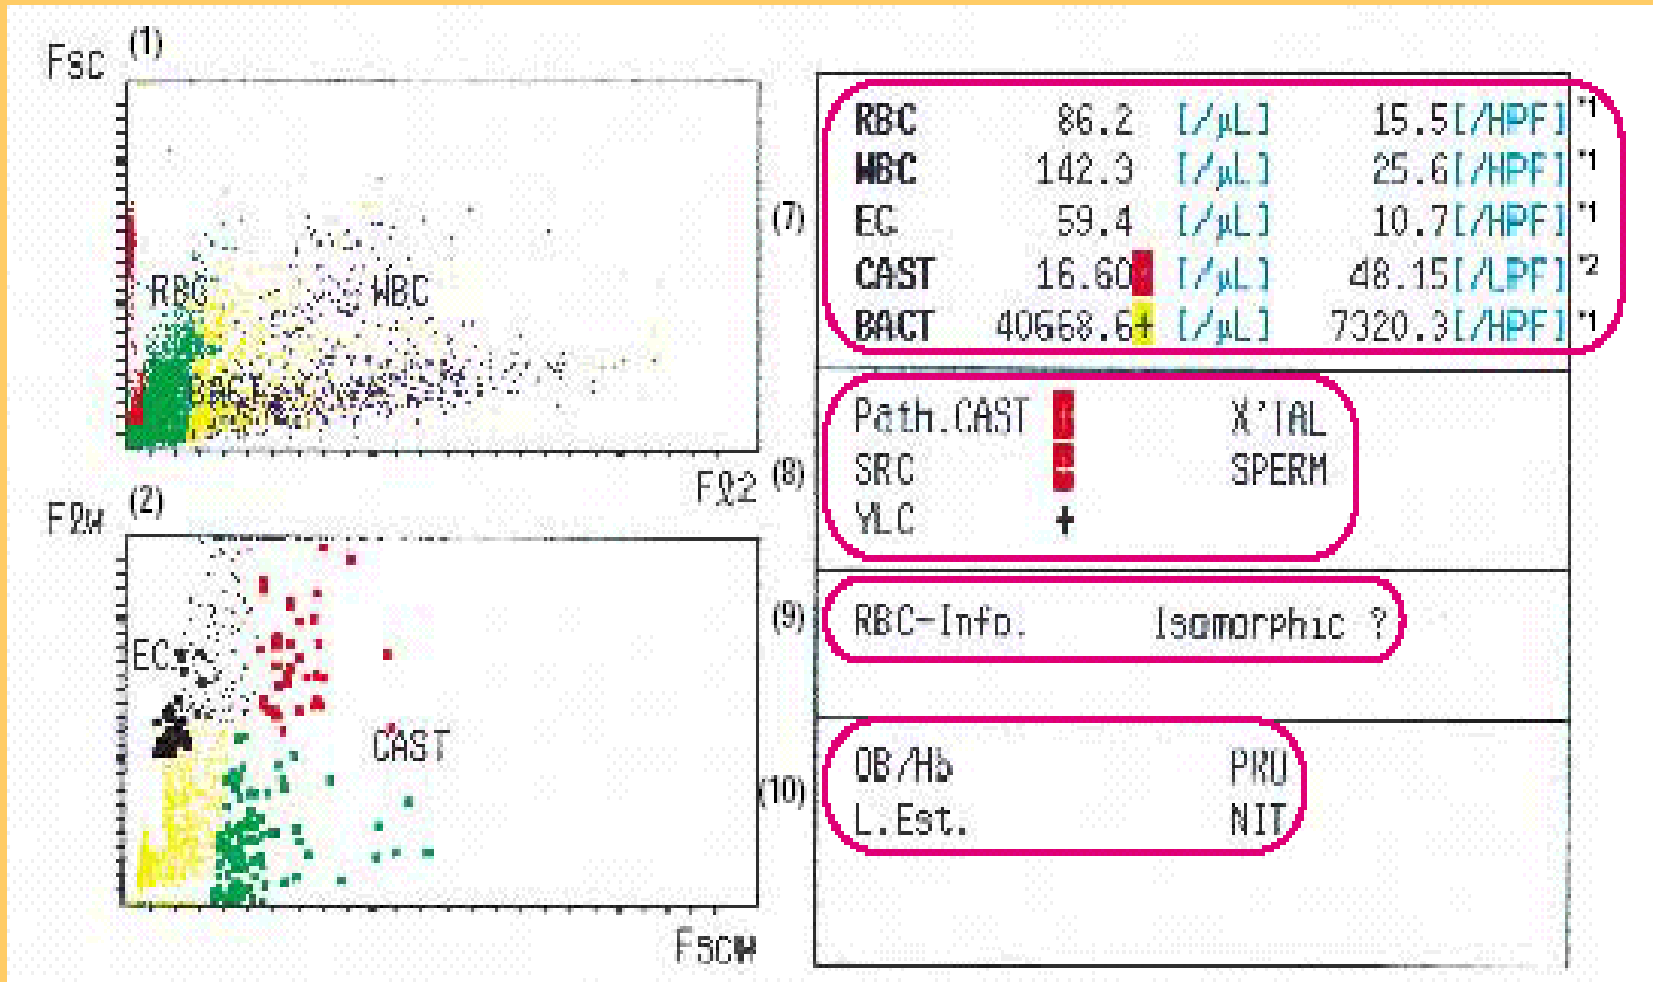 Fsc (1)
RBC WBC
BACT
Fℓ2
Fℓw (2)
EC
CAST
Fscw
(7)
RBC 86.2 [/µL] 15.5[/HPF] *1
WBC 142.3 [/µL] 25.6[/HPF] *1
EC 59.4 [/µL] 10.7[/HPF] *1
CAST 16.60 [/µL] 48.15[/LPF] *2
BACT 40668.6+ [/µL] 7320.3[/HPF] *1
(8)
Path.CAST + X'TAL
SRC + SPERM
YLC +
(9)
RBC-Info. Isomorphic ?
(10)
OB/Hb PRO
L.Est. NIT